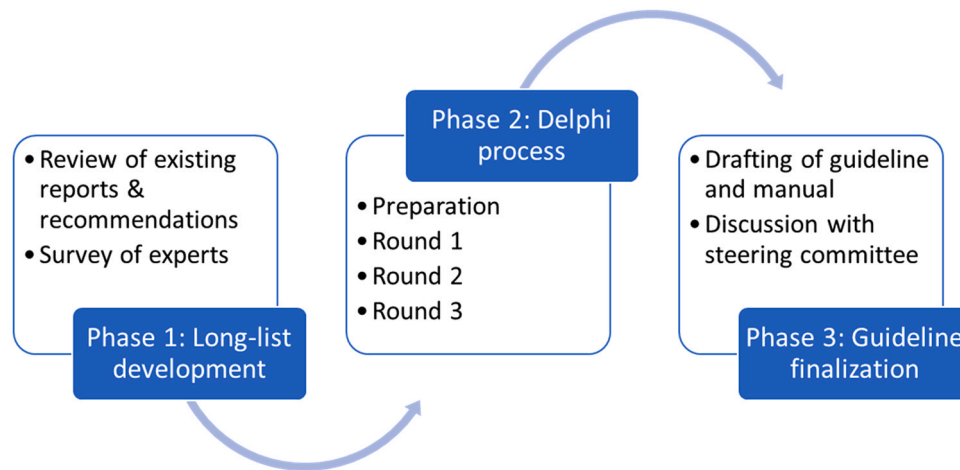 • Review of existing
reports &
recommendations
• Survey of experts
Phase 1: Long-list
development
Phase 2: Delphi
process
• Preparation
• Round 1
• Round 2
• Round 3
• Drafting of guideline
and manual
• Discussion with
steering committee
Phase 3: Guideline
finalization